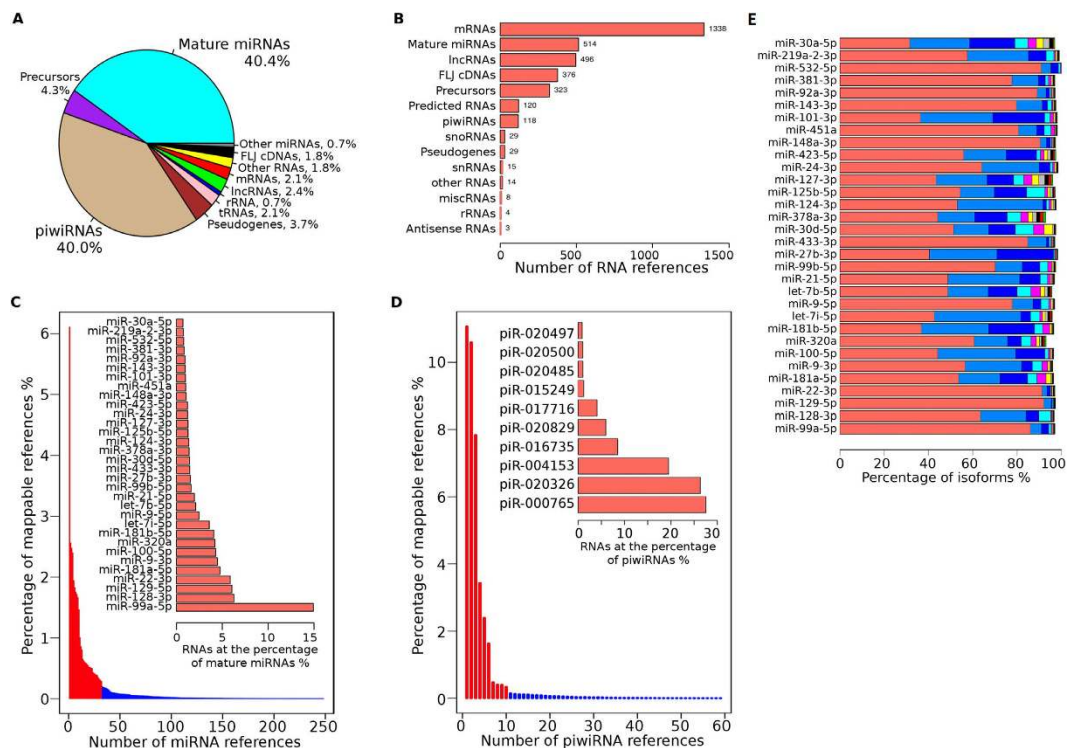 A
Mature miRNAs
40.4%
Precursors
4.3%
Other miRNAs, 0.7%
FLJ cDNAs, 1.8%
Other RNAs, 1.8%
mRNAs, 2.1%
lncRNAs, 2.4%
rRNA, 0.7%
tRNAs, 2.1%
Pseudogenes, 3.7%
piwiRNAs
40.0%
B
mRNAs 1338
Mature miRNAs 514
lncRNAs 496
FLJ cDNAs 376
Precursors 323
Predicted RNAs 120
piwiRNAs 118
snoRNAs 29
Pseudogenes 29
snRNAs 15
other RNAs 14
miscRNAs 8
rRNAs 4
Antisense RNAs 3
0 500 1000 1500
Number of RNA references
C
Percentage of mappable references %
6
5
4
3
2
1
0
miR-30a-5p
miR-219a-2-3p
miR-532-5p
miR-381-3p
miR-92a-3p
miR-143-3p
miR-101-3p
miR-451a
miR-148a-3p
miR-423-5p
miR-24-3p
miR-127-3p
miR-125b-5p
miR-124-3p
miR-378a-3p
miR-30d-5p
miR-433-3p
miR-27b-3p
miR-99b-5p
miR-21-5p
let-7b-5p
miR-9-5p
let-7i-5p
miR-181b-5p
miR-320a
miR-100-5p
miR-9-3p
miR-181a-5p
miR-22-3p
miR-129-5p
miR-128-3p
miR-99a-5p
0 5 10 15
RNAs at the percentage
of mature miRNAs %
0 50 100 150 200 250
Number of miRNA references
D
Percentage of mappable references %
10
8
6
4
2
0
piR-020497
piR-020500
piR-020485
piR-015249
piR-017716
piR-020829
piR-016735
piR-004153
piR-020326
piR-000765
0 5 10 20 25 30
RNAs at the percentage
of piwiRNAs %
0 10 20 30 40 50 60
Number of piwiRNA references
E
miR-30a-5p
miR-219a-2-3p
miR-532-5p
miR-381-3p
miR-92a-3p
miR-143-3p
miR-101-3p
miR-451a
miR-148a-3p
miR-423-5p
miR-24-3p
miR-127-3p
miR-125b-5p
miR-124-3p
miR-378a-3p
miR-30d-5p
miR-433-3p
miR-27b-3p
miR-99b-5p
miR-21-5p
let-7b-5p
miR-9-5p
let-7i-5p
miR-181b-5p
miR-320a
miR-100-5p
miR-9-3p
miR-181a-5p
miR-22-3p
miR-129-5p
miR-128-3p
miR-99a-5p
0 20 40 60 80 100
Percentage of isoforms %